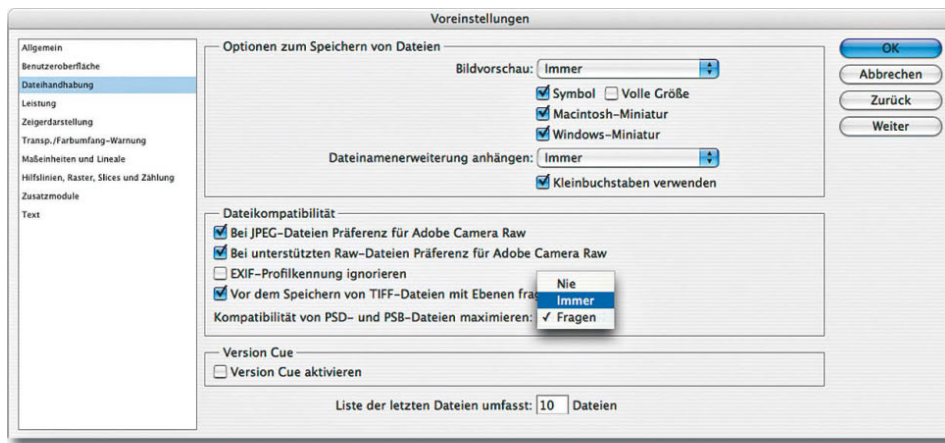 Voreinstellungen
Allgemein
Benutzeroberfläche
Dateihandhabung
Leistung
Zeigerdarstellung
Transp./Farbumfang-Warnung
Maßeinheiten und Lineale
Hilfslinien, Raster, Slices und Zählung
Zusatzmodule
Text
Optionen zum Speichern von Dateien
Bildvorschau: Immer
Symbol Volle Größe
Macintosh-Miniatur
Windows-Miniatur
Dateinamenerweiterung anhängen: Immer
Kleinbuchstaben verwenden
Dateikompatibilität
Bei JPEG-Dateien Präferenz für Adobe Camera Raw
Bei unterstützten Raw-Dateien Präferenz für Adobe Camera Raw
EXIF-Profilkennung ignorieren
Vor dem Speichern von TIFF-Dateien mit Ebenen fra
Kompatibilität von PSD- und PSB-Dateien maximieren:
Nie
Immer
✓ Fragen
Version Cue
Version Cue aktivieren
Liste der letzten Dateien umfasst: 10 Dateien
OK
Abbrechen
Zurück
Weiter